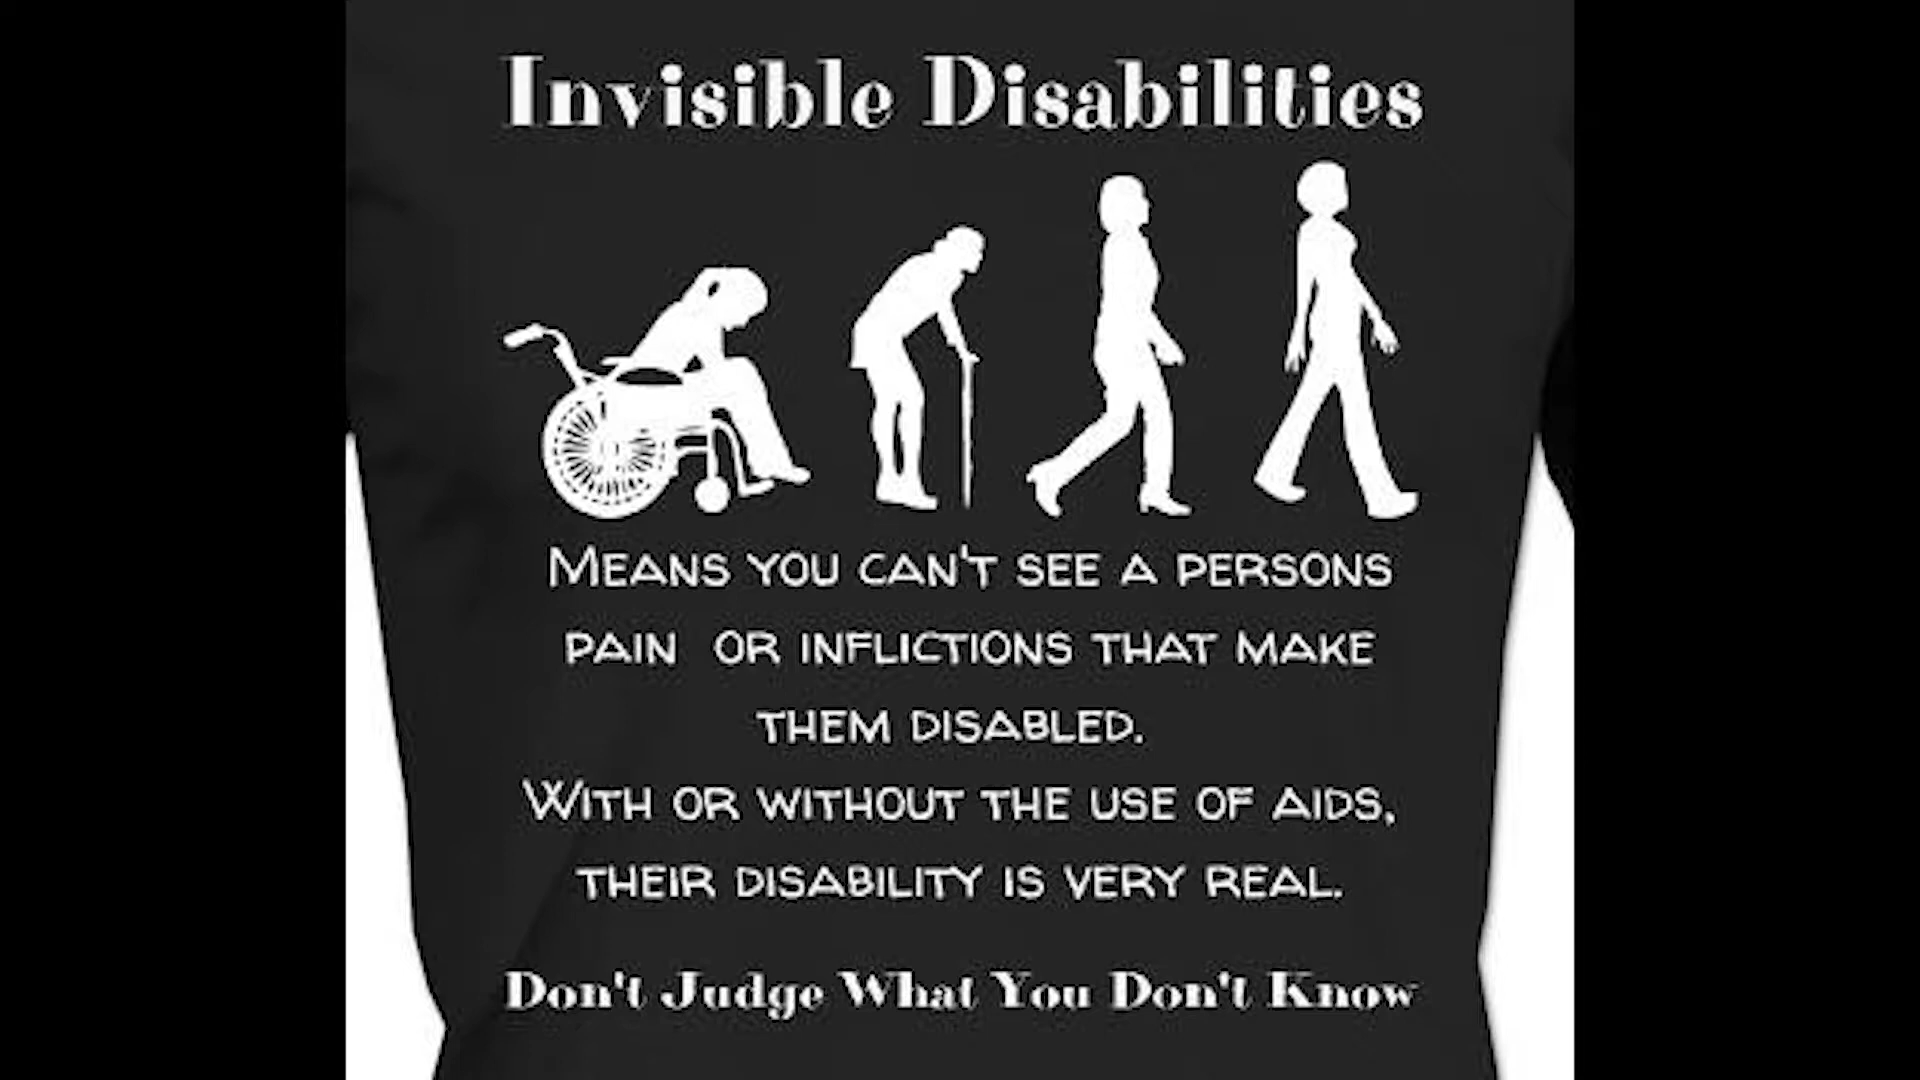 Invisible Disabilities
MEANS YOU CAN'T SEE A PERSONS
PAIN OR INFLICTIONS THAT MAKE
THEM DISABLED.
WITH OR WITHOUT THE USE OF AIDS,
THEIR DISABILITY IS VERY REAL.
Don't Judge What You Don't Know